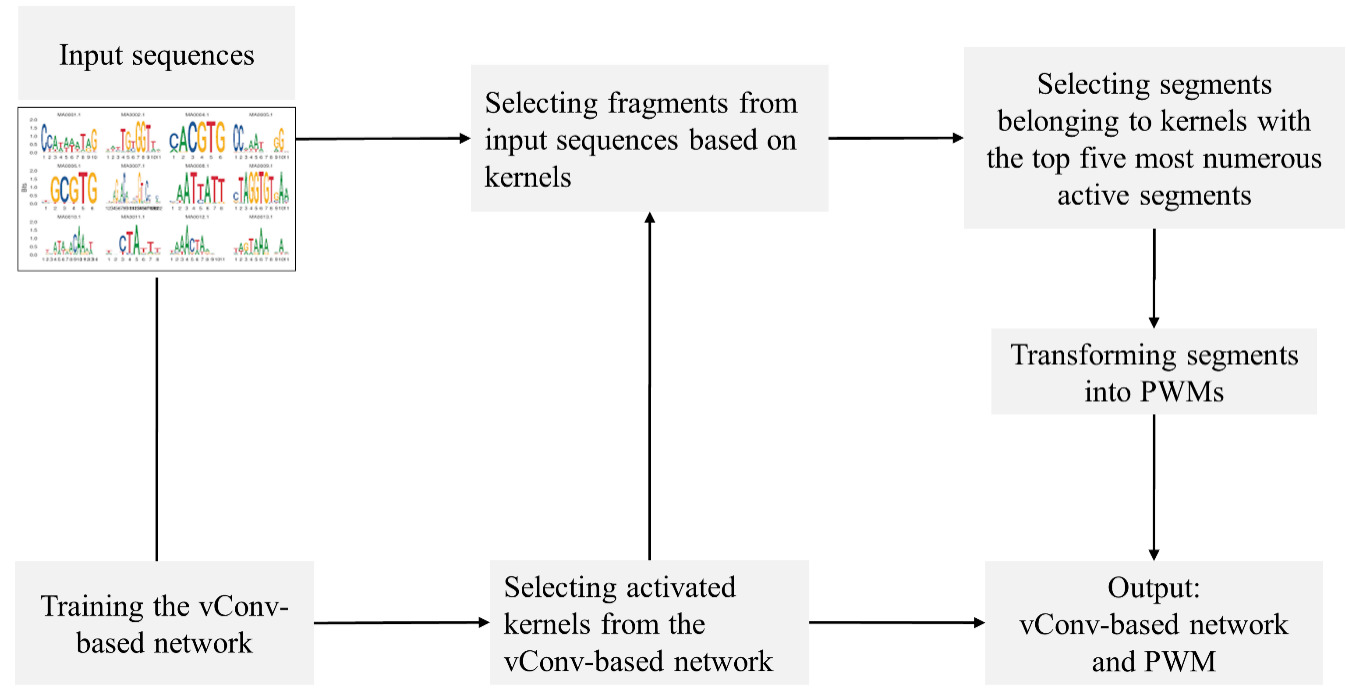 Input sequences
Selecting fragments from
input sequences based on
kernels
Selecting segments
belonging to kernels with
the top five most numerous
active segments
Transforming segments
into PWMs
Training the vConv-
based network
Selecting activated
kernels from the
vConv-based network
Output:
vConv-based network
and PWM